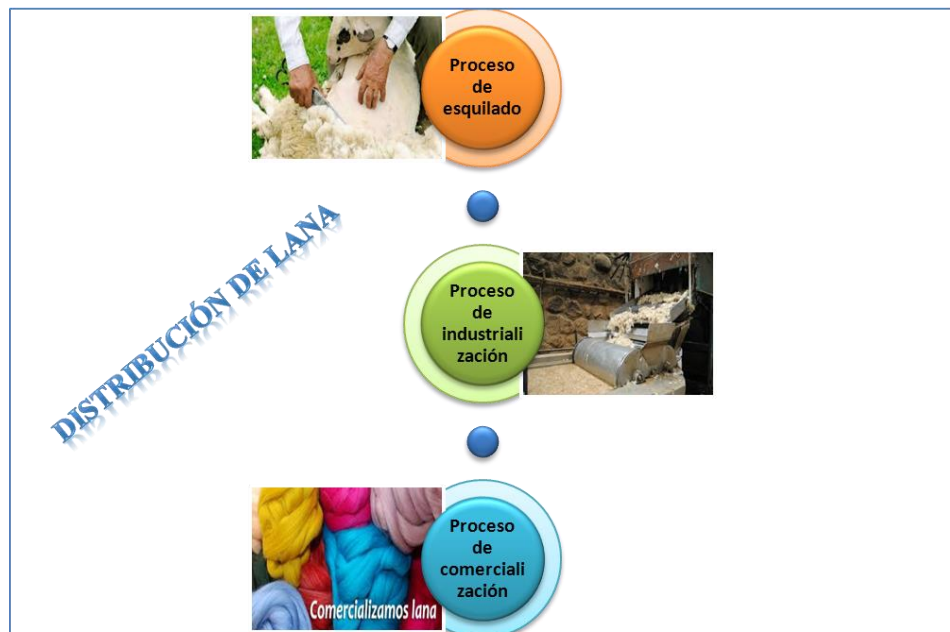 Proceso
de
esquilado
DISTRIBUCIÓN DE LANA
Proceso
de
industriali
zación
Proceso
de
comerciali
zación
Comercializamos lana